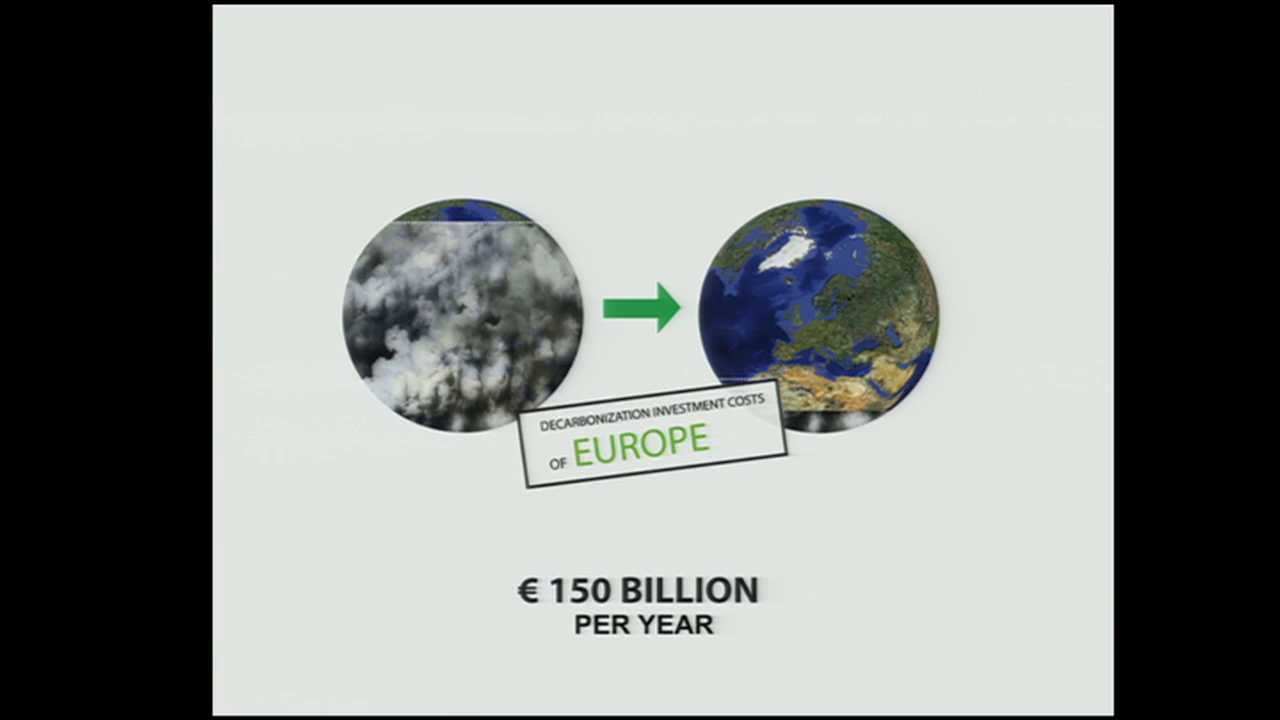 DECARBONIZATION INVESTMENT COSTS
OF EUROPE
€ 150 BILLION
PER YEAR